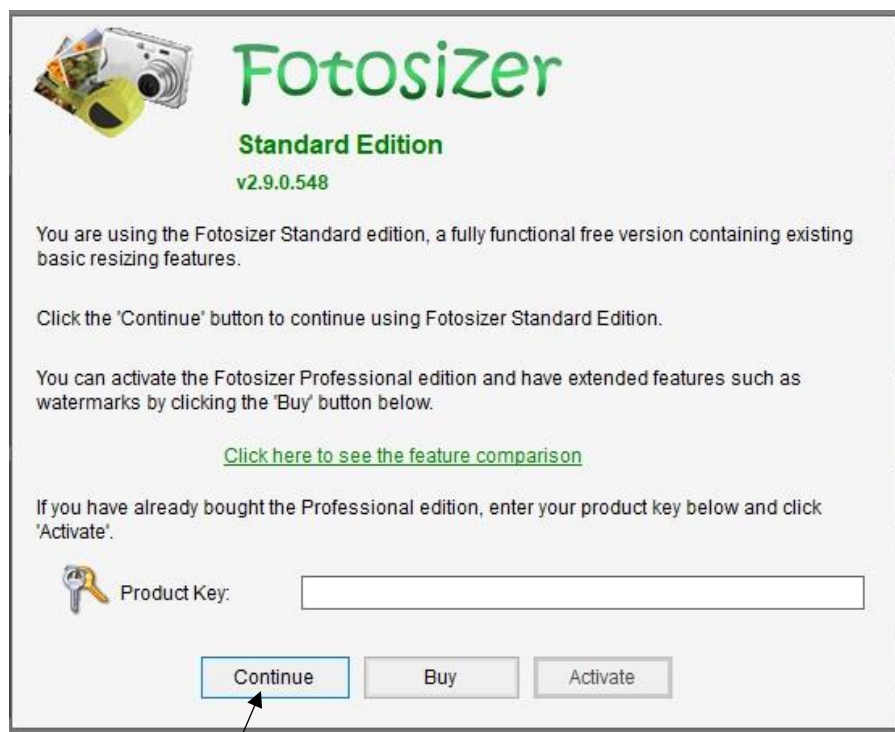 Fotosizer
Standard Edition
v2.9.0.548
You are using the Fotosizer Standard edition, a fully functional free version containing existing
basic resizing features.
Click the 'Continue' button to continue using Fotosizer Standard Edition.
You can activate the Fotosizer Professional edition and have extended features such as
watermarks by clicking the 'Buy' button below.
Click here to see the feature comparison
If you have already bought the Professional edition, enter your product key below and click
'Activate'.
Product Key:
Continue Buy Activate